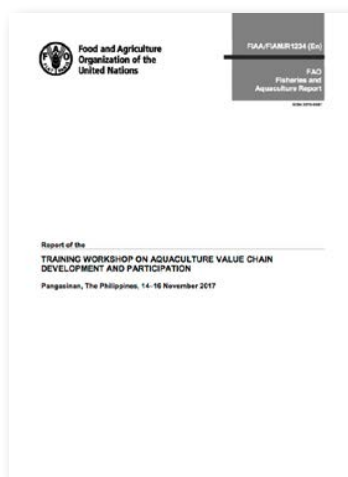 Food and Agriculture
Organization of the
United Nations
FIAA/FIAM/R1234 (En)
FAO
Fisheries and
Aquaculture Report
Report of the
TRAINING WORKSHOP ON AQUACULTURE VALUE CHAIN
DEVELOPMENT AND PARTICIPATION
Pangasinan, The Philippines, 14–16 November 2017